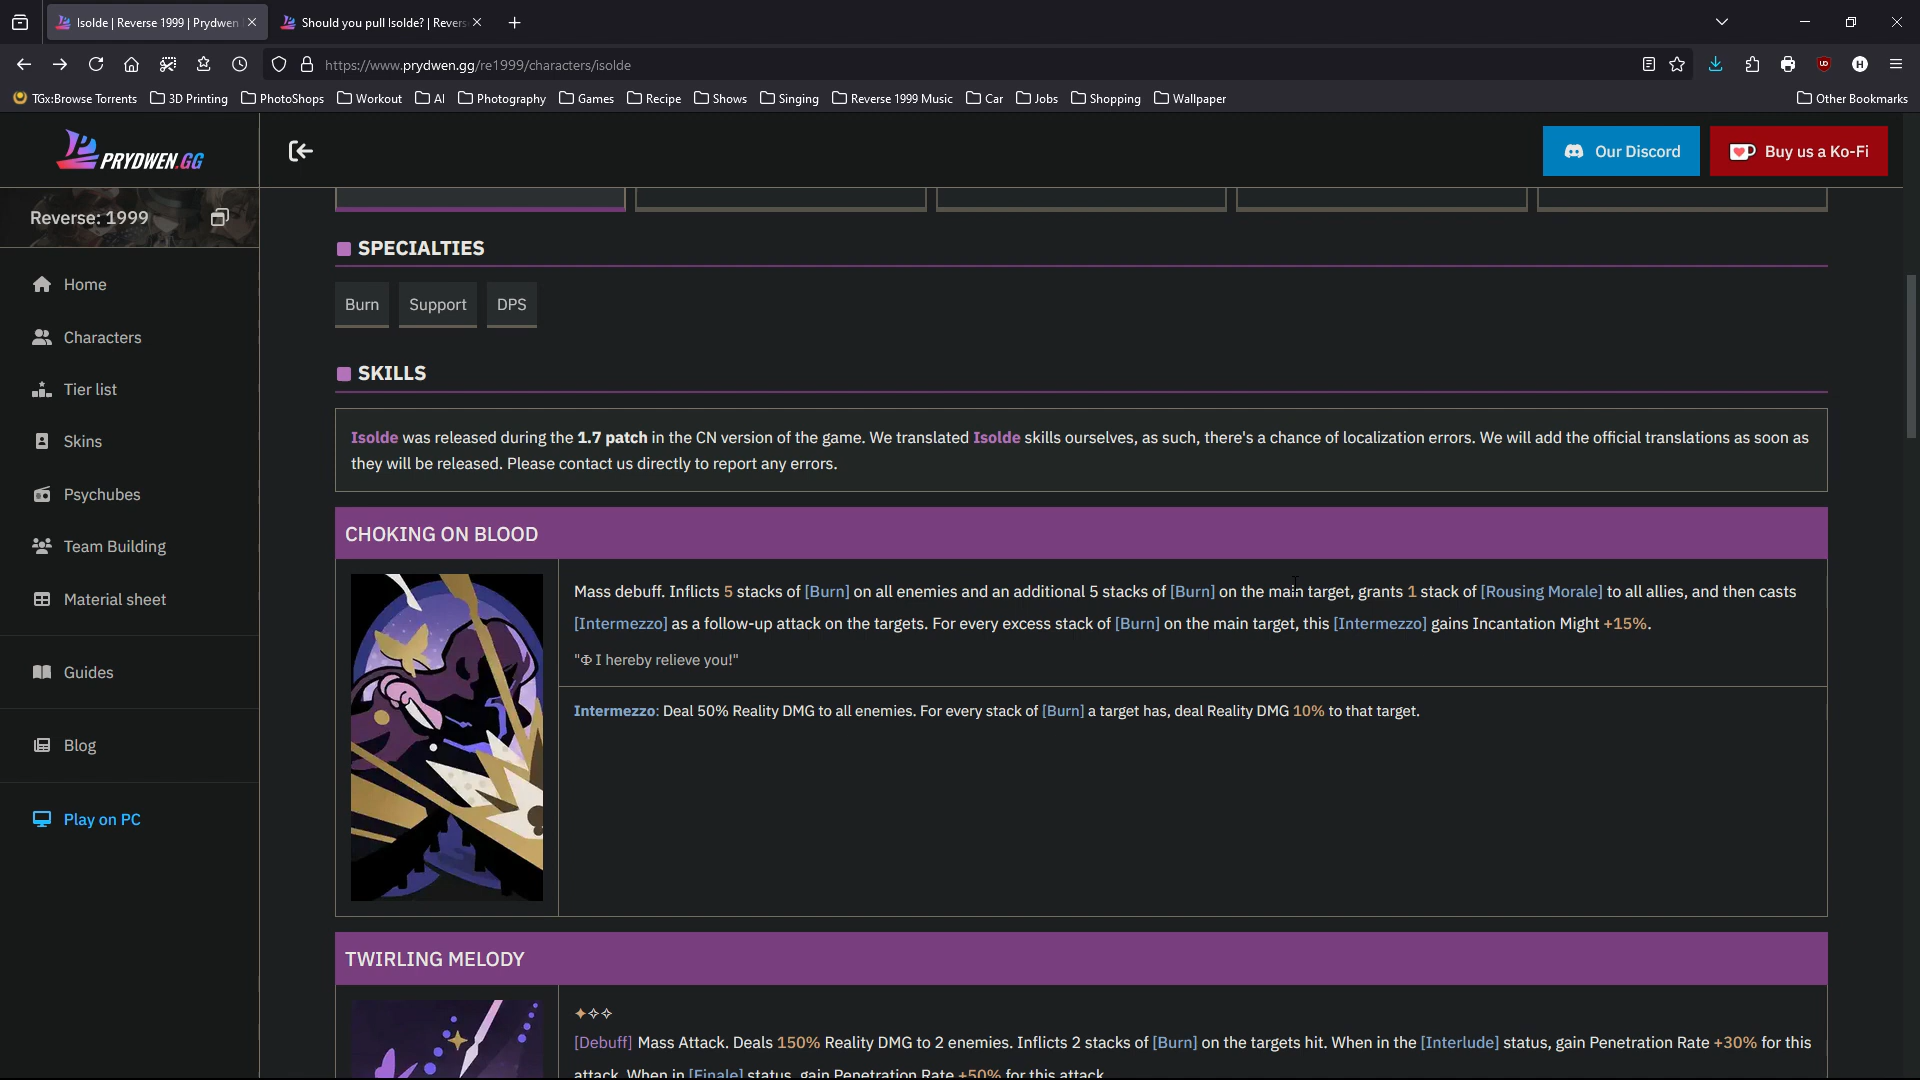 Isolde | Reverse 1999 | Prydwen
Should you pull Isolde? | Revers
https://www.prydwen.gg/re1999/characters/isolde
TGx:Browse Torrents
3D Printing
PhotoShops
Workout
AI
Photography
Games
Recipe
Shows
Singing
Reverse 1999 Music
Car
Jobs
Shopping
Wallpaper
Other Bookmarks
PRYDWEN.GG
Our Discord
Buy us a Ko-Fi
Reverse: 1999
Home
Characters
Tier list
Skins
Psychubes
Team Building
Material sheet
Guides
Blog
Play on PC
SPECIALTIES
Burn
Support
DPS
SKILLS
Isolde was released during the 1.7 patch in the CN version of the game. We translated Isolde skills ourselves, as such, there's a chance of localization errors. We will add the official translations as soon as
they will be released. Please contact us directly to report any errors.
CHOKING ON BLOOD
Mass debuff. Inflicts 5 stacks of [Burn] on all enemies and an additional 5 stacks of [Burn] on the main target, grants 1 stack of [Rousing Morale] to all allies, and then casts
[Intermezzo] as a follow-up attack on the targets. For every excess stack of [Burn] on the main target, this [Intermezzo] gains Incantation Might +15%.
"Φ I hereby relieve you!"
Intermezzo: Deal 50% Reality DMG to all enemies. For every stack of [Burn] a target has, deal Reality DMG 10% to that target.
TWIRLING MELODY
[Debuff] Mass Attack. Deals 150% Reality DMG to 2 enemies. Inflicts 2 stacks of [Burn] on the targets hit. When in the [Interlude] status, gain Penetration Rate +30% for this
attack. When in [Finale] status, gain Penetration Rate +50% for this attack.